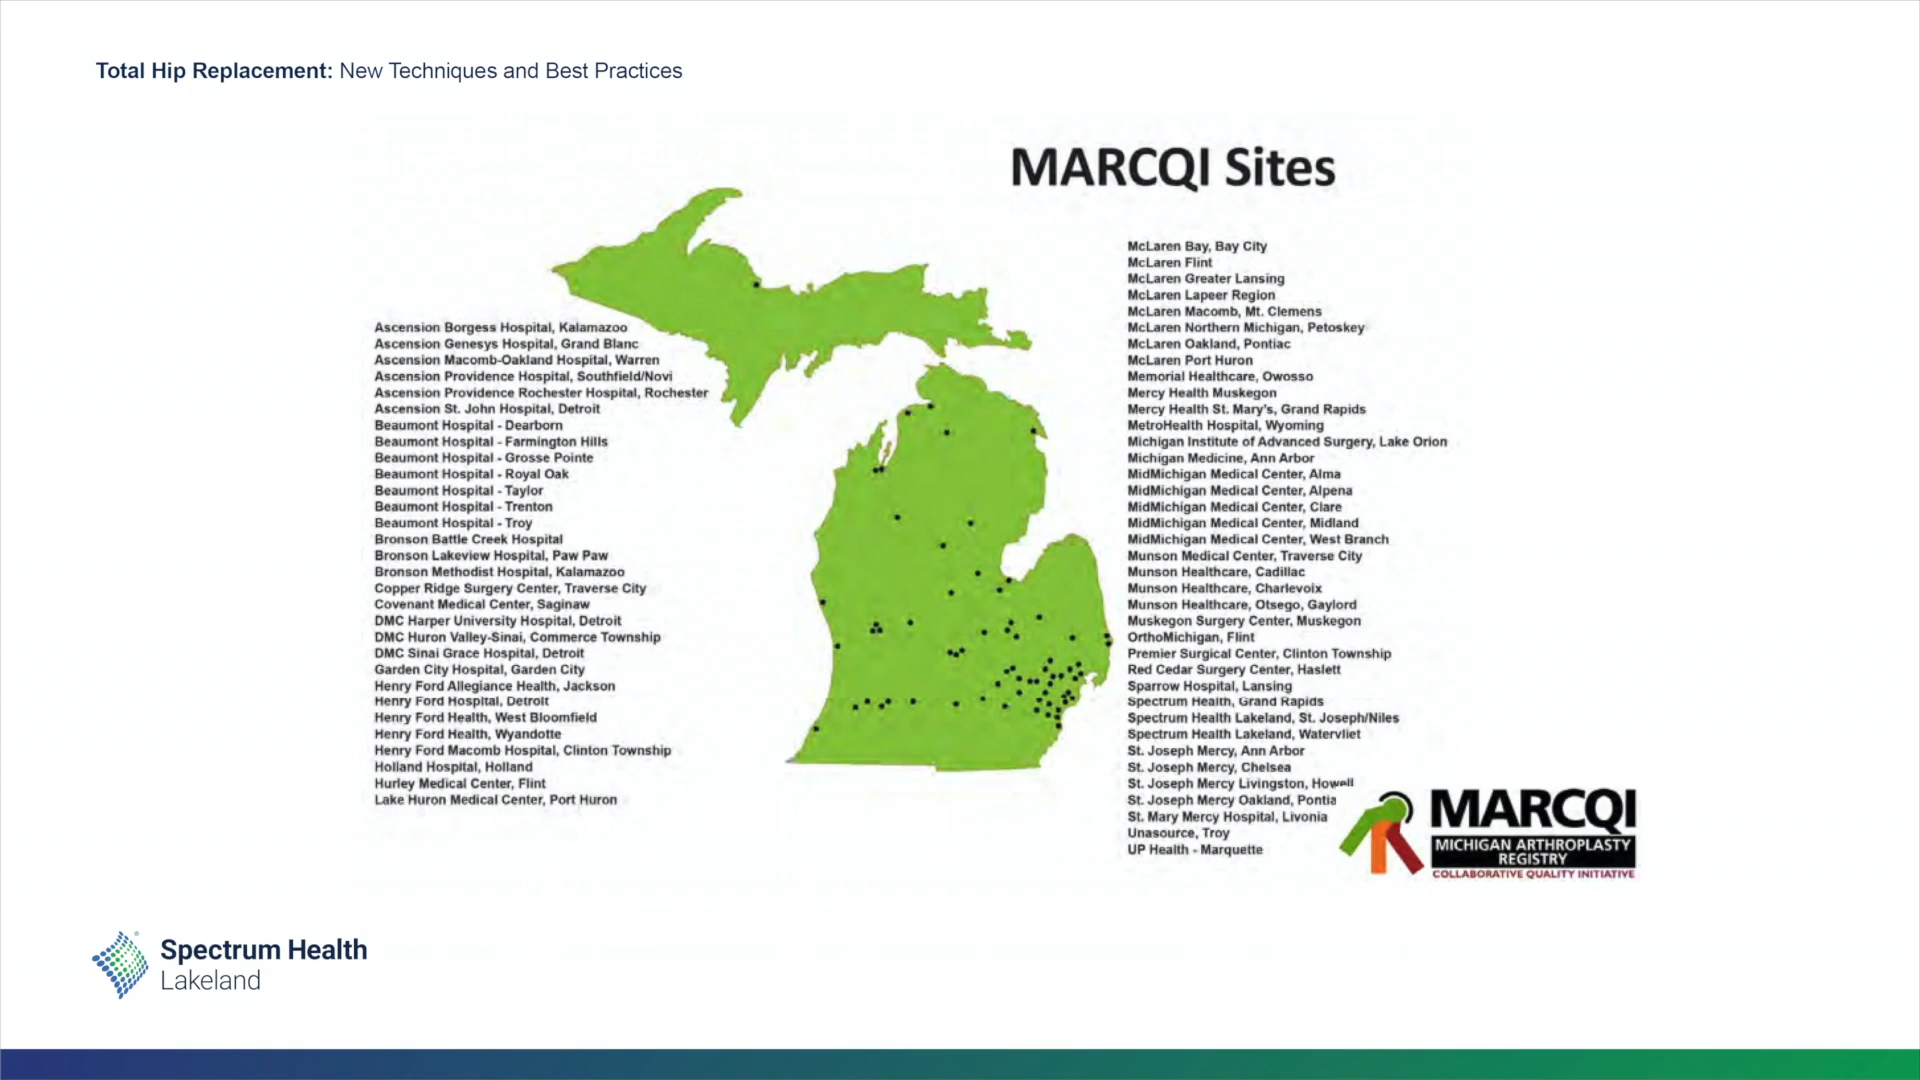 Total Hip Replacement: New Techniques and Best Practices
MARCQI Sites
Ascension Borgess Hospital, Kalamazoo
Ascension Genesys Hospital, Grand Blanc
Ascension Macomb-Oakland Hospital, Warren
Ascension Providence Hospital, Southfield/Novi
Ascension Providence Rochester Hospital, Rochester
Ascension St. John Hospital, Detroit
Beaumont Hospital - Dearborn
Beaumont Hospital - Farmington Hills
Beaumont Hospital - Grosse Pointe
Beaumont Hospital - Royal Oak
Beaumont Hospital - Taylor
Beaumont Hospital - Trenton
Beaumont Hospital - Troy
Bronson Battle Creek Hospital
Bronson Lakeview Hospital, Paw Paw
Bronson Methodist Hospital, Kalamazoo
Copper Ridge Surgery Center, Traverse City
Covenant Medical Center, Saginaw
DMC Harper University Hospital, Detroit
DMC Huron Valley-Sinai, Commerce Township
DMC Sinai Grace Hospital, Detroit
Garden City Hospital, Garden City
Henry Ford Allegiance Health, Jackson
Henry Ford Hospital, Detroit
Henry Ford Health, West Bloomfield
Henry Ford Health, Wyandotte
Henry Ford Macomb Hospital, Clinton Township
Holland Hospital, Holland
Hurley Medical Center, Flint
Lake Huron Medical Center, Port Huron
McLaren Bay, Bay City
McLaren Flint
McLaren Greater Lansing
McLaren Lapeer Region
McLaren Macomb, Mt. Clemens
McLaren Northern Michigan, Petoskey
McLaren Oakland, Pontiac
McLaren Port Huron
Memorial Healthcare, Owosso
Mercy Health Muskegon
Mercy Health St. Mary's, Grand Rapids
MetroHealth Hospital, Wyoming
Michigan Institute of Advanced Surgery, Lake Orion
Michigan Medicine, Ann Arbor
MidMichigan Medical Center, Alma
MidMichigan Medical Center, Alpena
MidMichigan Medical Center, Clare
MidMichigan Medical Center, Midland
MidMichigan Medical Center, West Branch
Munson Medical Center, Traverse City
Munson Healthcare, Cadillac
Munson Healthcare, Charlevoix
Munson Healthcare, Otsego, Gaylord
Muskegon Surgery Center, Muskegon
OrthoMichigan, Flint
Premier Surgical Center, Clinton Township
Red Cedar Surgery Center, Haslett
Sparrow Hospital, Lansing
Spectrum Health, Grand Rapids
Spectrum Health Lakeland, St. Joseph/Niles
Spectrum Health Lakeland, Watervliet
St. Joseph Mercy, Ann Arbor
St. Joseph Mercy, Chelsea
St. Joseph Mercy Livingston, Howell
St. Joseph Mercy Oakland, Pontia
St. Mary Mercy Hospital, Livonia
Unasource, Troy
UP Health - Marquette
MARCQI
MICHIGAN ARTHROPLASTY
REGISTRY
COLLABORATIVE QUALITY INITIATIVE
Spectrum Health
Lakeland